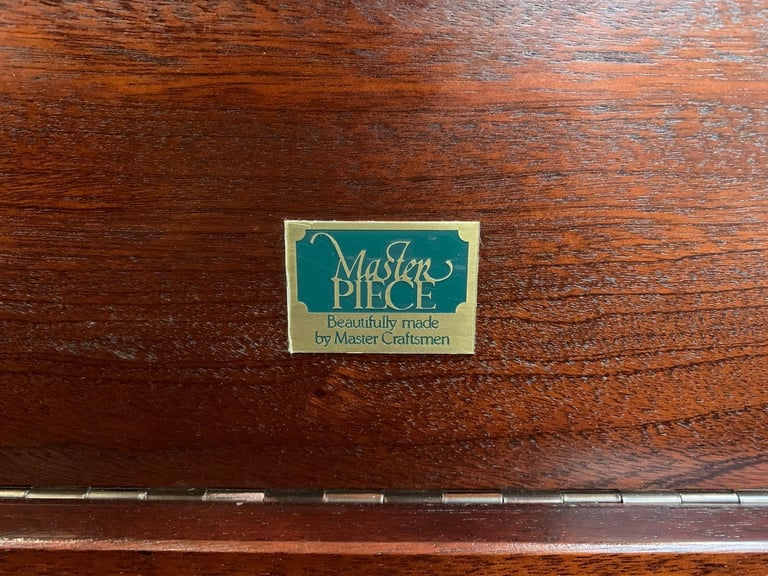 Master
PIECE
Beautifully made
by Master Craftsmen